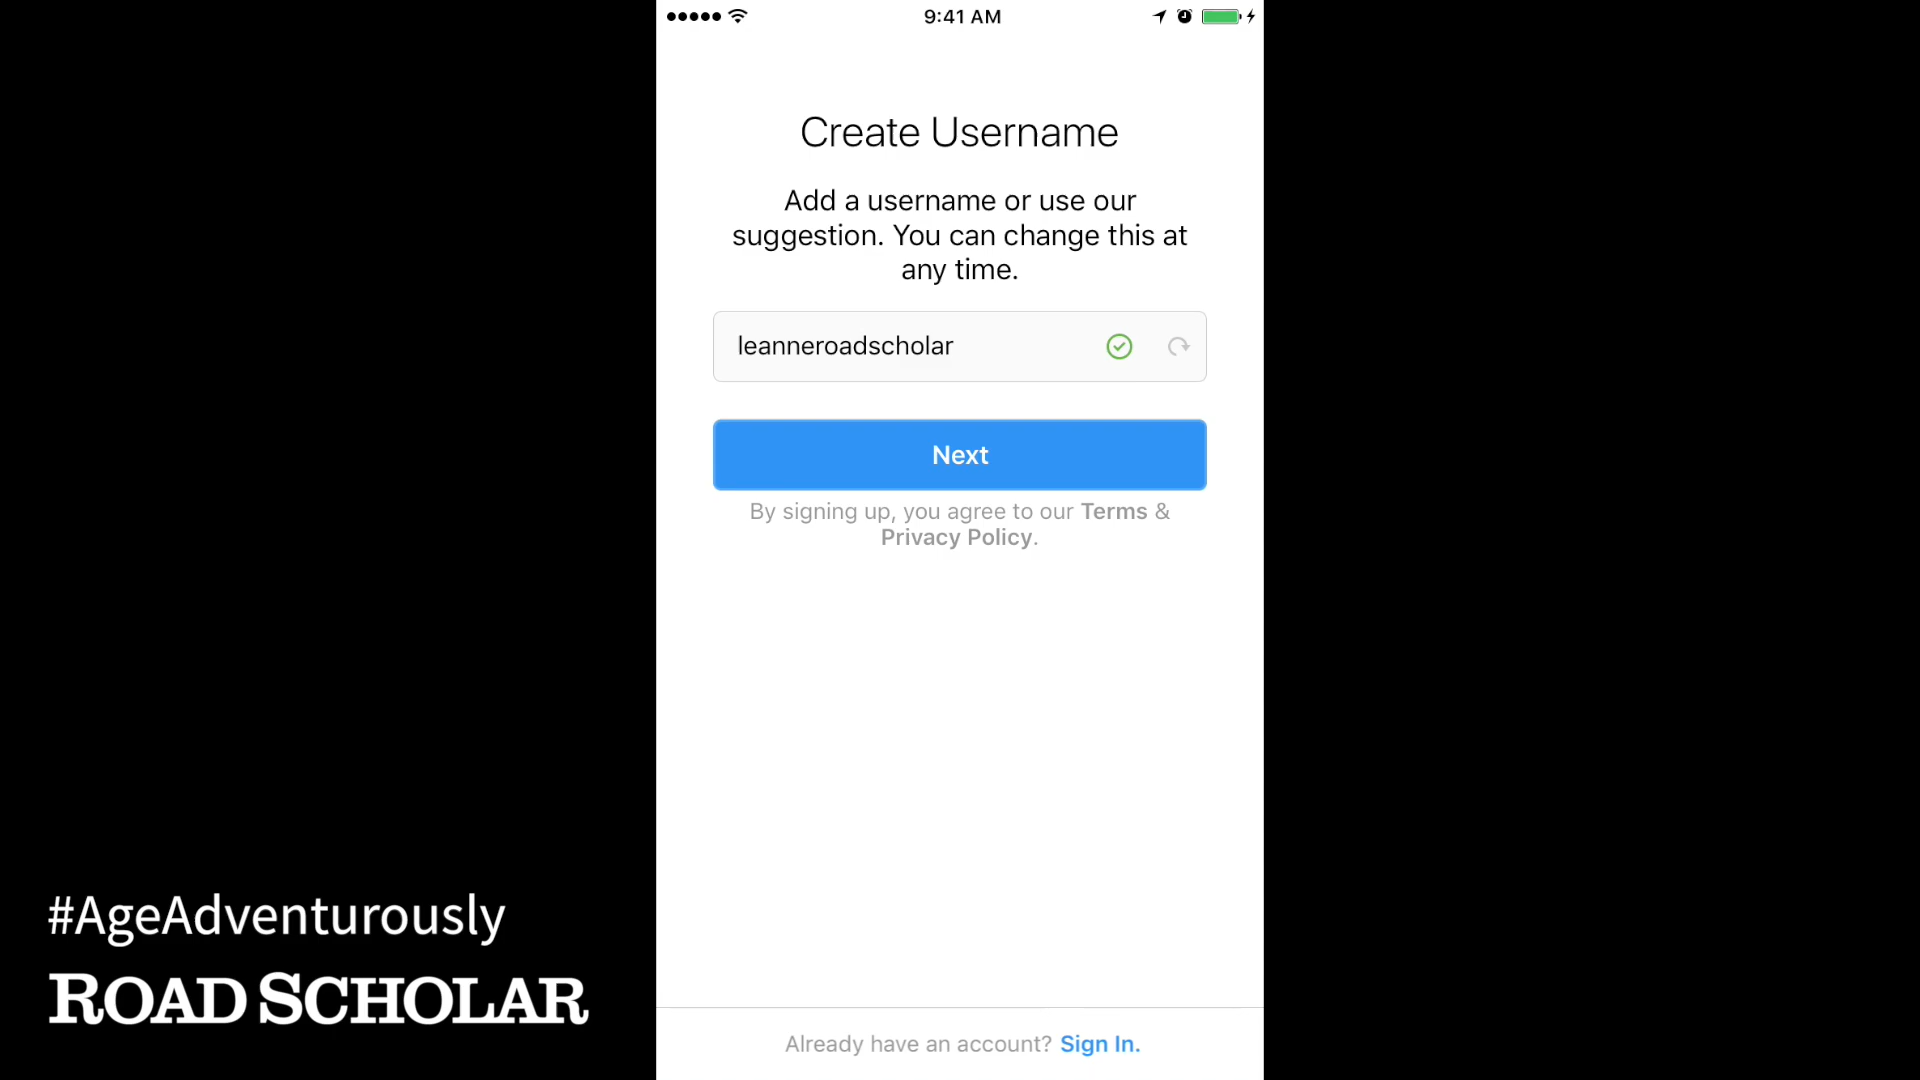 9:41 AM
Create Username
Add a username or use our
suggestion. You can change this at
any time.
leanneroadscholar
Next
By signing up, you agree to our Terms &
Privacy Policy.
#AgeAdventurously
ROAD SCHOLAR
Already have an account? Sign In.